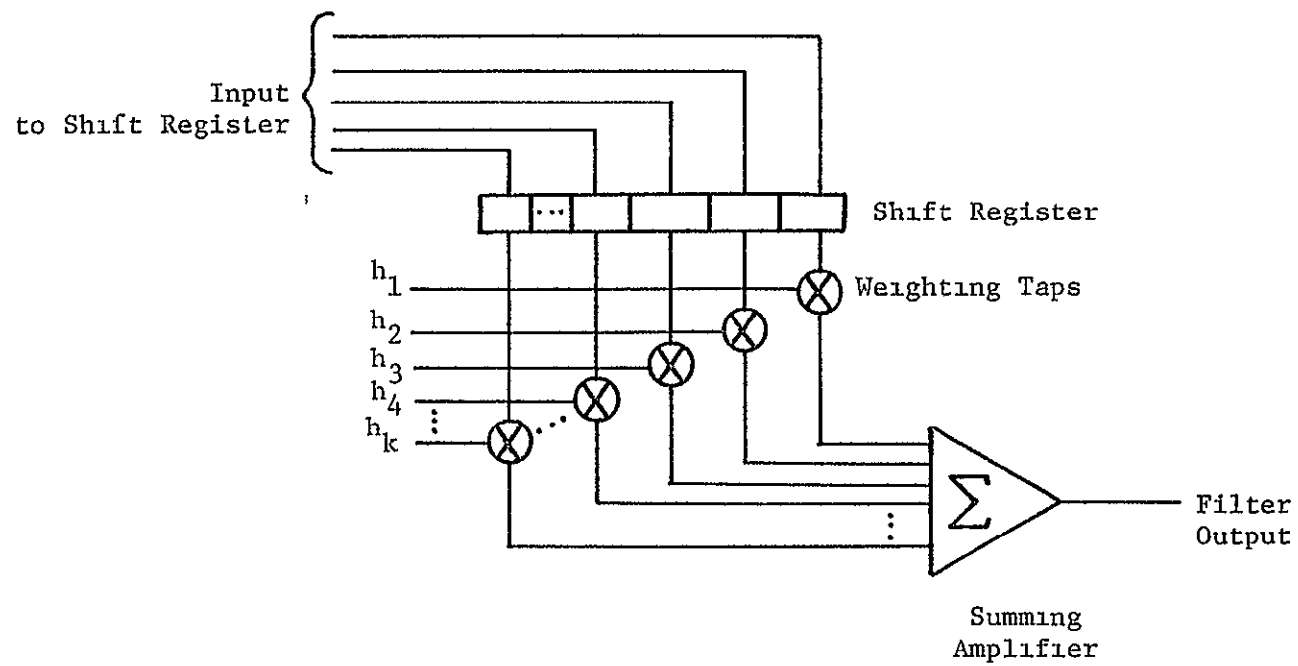 Input
to Shift Register
...
Shift Register
h1
Weighting Taps
h2
h3
h4
hk
Σ
Filter
Output
Summing
Amplifier